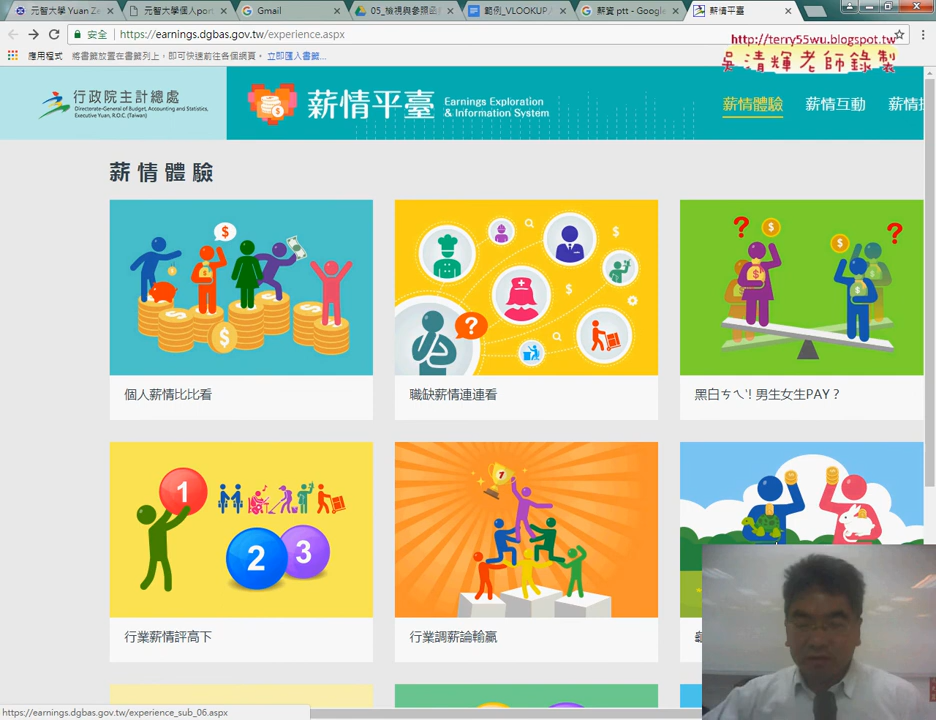 元智大學 Yuan Ze
元智大學個人port
Gmail
05_檢視與參照函
範例_VLOOKUP
薪資 ptt - Google
薪情平臺
安全
https://earnings.dgbas.gov.tw/experience.aspx
http://terry55wu.blogspot.tw
吳清輝老師錄製
應用程式
將書籤放置在書籤列上，即可快速前往各個網頁。
立即匯入書籤...
行政院主計總處
Directorate-General of Budget, Accounting and Statistics,
Executive Yuan, R.O.C. (Taiwan)
薪情平臺
Earnings Exploration
& Information System
薪情體驗
薪情互動
薪情
薪情體驗
$
?
$
?
$
個人薪情比比看
職缺薪情連連看
黑白ㄘㄟˋ! 男生女生PAY？
1
2
3
1
行業薪情評高下
行業調薪論輸贏
https://earnings.dgbas.gov.tw/experience_sub_06.aspx